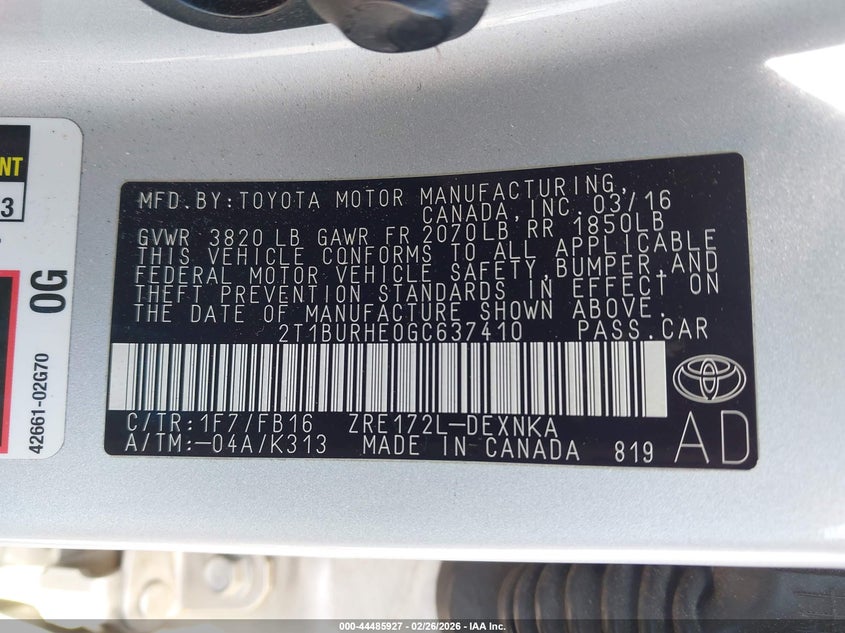 NT
3
0G
42661-02G70
MFD.BY:TOYOTA MOTOR MANUFACTURING,
CANADA,INC. 03/16
GVWR 3820 LB GAWR FR 2070LB RR 1850LB
THIS VEHICLE CONFORMS TO ALL APPLICABLE
FEDERAL MOTOR VEHICLE SAFETY,BUMPER,AND
THEFT PREVENTION STANDARDS IN EFFECT ON
THE DATE OF MANUFACTURE SHOWN ABOVE.
2T1BURHE0GC637410 PASS.CAR
C/TR:1F7/FB16 ZRE172L-DEXNKA
A/TM:-04A/K313 MADE IN CANADA 819
AD
000-44485927 - 02/26/2026 - IAA Inc.